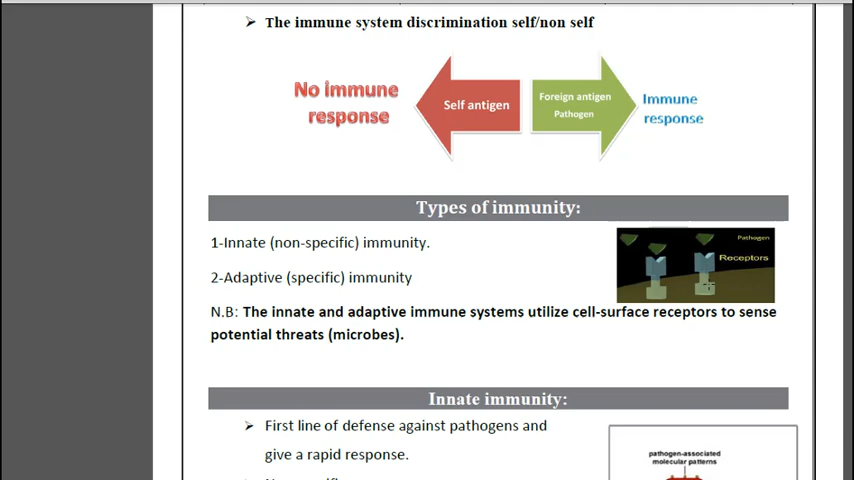 The immune system discrimination self/non self
No immune
response
Self antigen
Foreign antigen
Pathogen
Immune
response
Types of immunity:
1-Innate (non-specific) immunity.
2-Adaptive (specific) immunity
Pathogen
Receptors
N.B: The innate and adaptive immune systems utilize cell-surface receptors to sense
potential threats (microbes).
Innate immunity:
First line of defense against pathogens and
give a rapid response.
pathogen-associated
molecular patterns